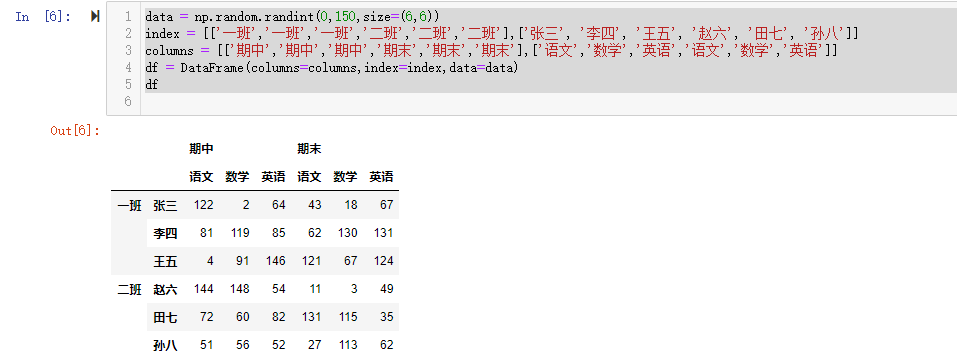 In [6]:
1 data = np.random.randint(0,150,size=(6,6))
2 index = [['一班','一班','一班','二班','二班','二班'],['张三', '李四', '王五', '赵六', '田七', '孙八']]
3 columns = [['期中','期中','期中','期末','期末','期末'],['语文','数学','英语','语文','数学','英语']]
4 df = DataFrame(columns=columns,index=index,data=data)
5 df
6
Out[6]:
期中 期末
语文 数学 英语 语文 数学 英语
一班 张三 122 2 64 43 18 67
李四 81 119 85 62 130 131
王五 4 91 146 121 67 124
二班 赵六 144 148 54 11 3 49
田七 72 60 82 131 115 35
孙八 51 56 52 27 113 62